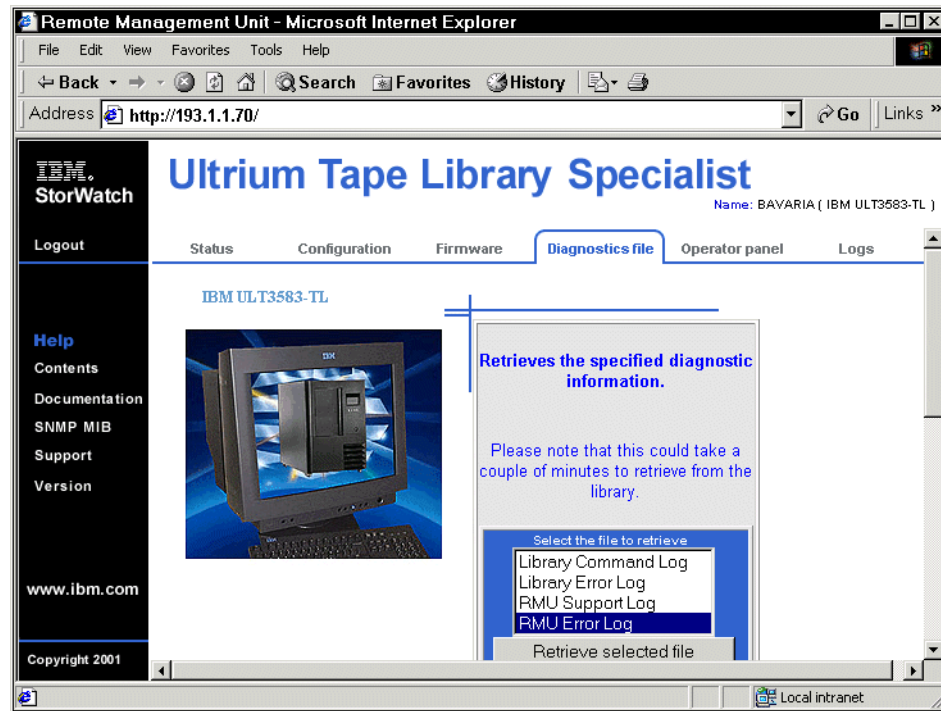 Remote Management Unit - Microsoft Internet Explorer
File Edit View Favorites Tools Help
Back Search Favorites History
Address http://193.1.1.70/ Go Links »
IBM.
StorWatch
Ultrium Tape Library Specialist
Name: BAVARIA ( IBM ULT3583-TL )
Logout
Status Configuration Firmware Diagnostics file Operator panel Logs
IBM ULT3583-TL
IBM
Help
Contents
Documentation
SNMP MIB
Support
Version
www.ibm.com
Copyright 2001
Retrieves the specified diagnostic
information.
Please note that this could take a
couple of minutes to retrieve from the
library.
Select the file to retrieve
Library Command Log
Library Error Log
RMU Support Log
RMU Error Log
Retrieve selected file
Local intranet